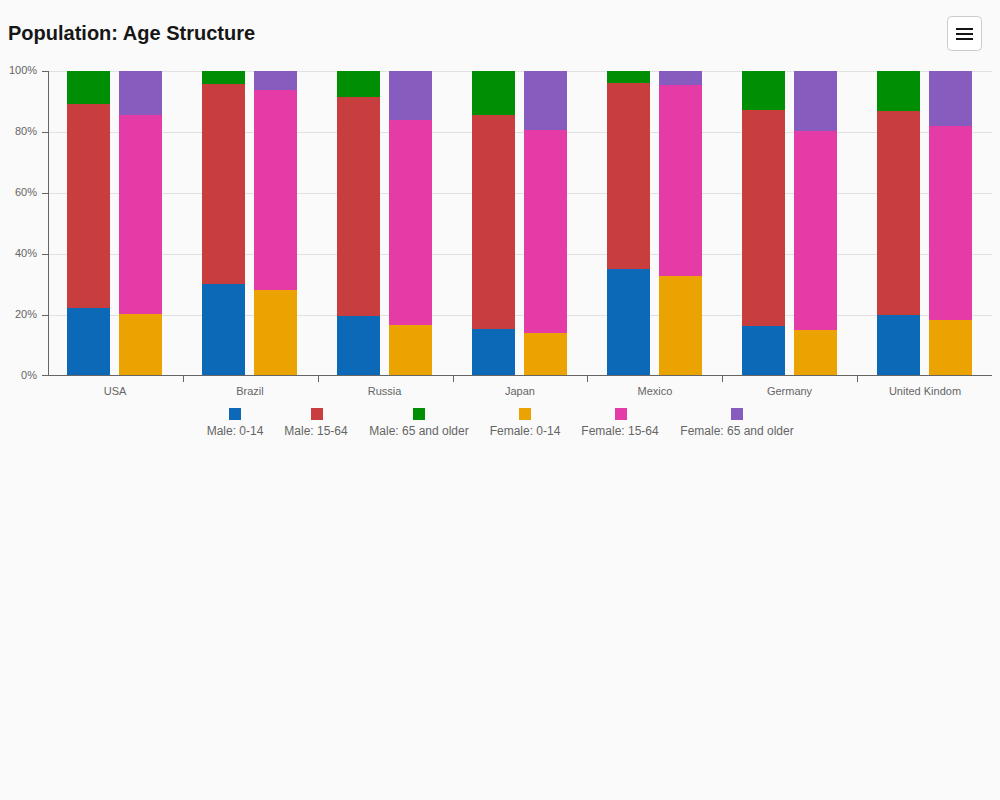 Population: Age Structure
100%
80%
60%
40%
20%
0%
USA Brazil Russia Japan Mexico Germany United Kindom
Male: 0-14 Male: 15-64 Male: 65 and older Female: 0-14 Female: 15-64 Female: 65 and older